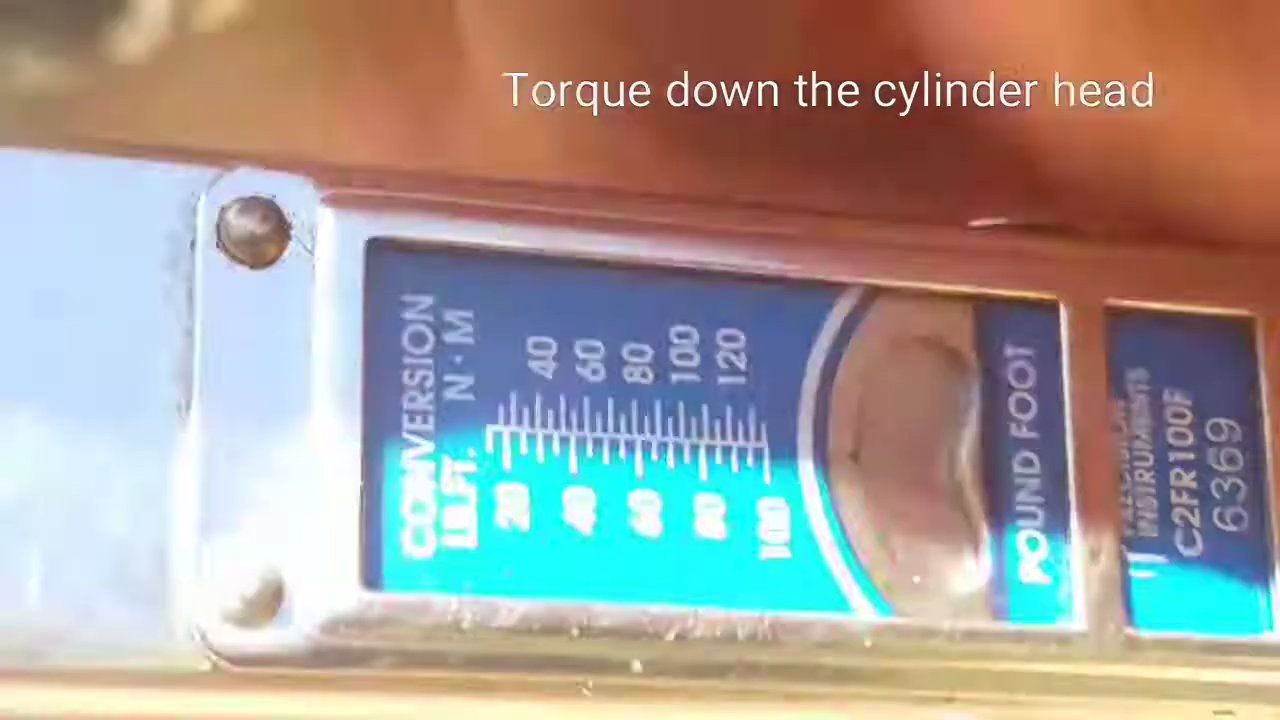 Torque down the cylinder head
CONVERSION
LB.FT. N·M
20 40 60 80 100
40 60 80 100 120
POUND FOOT
PRECISION
INSTRUMENTS
C2FR100F
6369